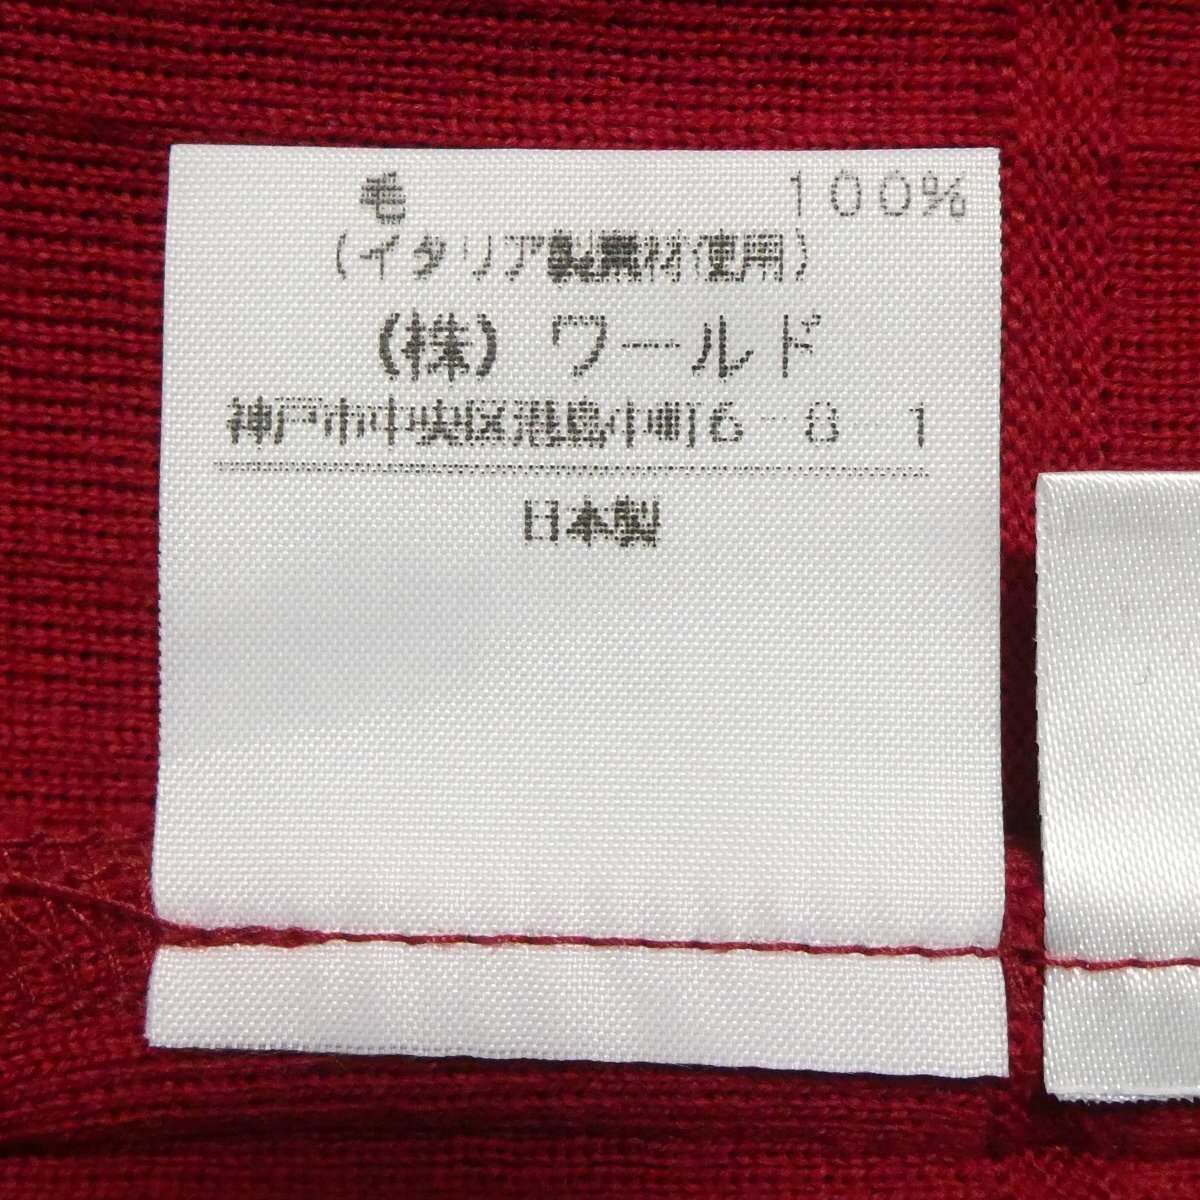 毛 100%
(イタリア製素材使用)
(株) ワールド
神戸市中央区港島中町6-8-1
日本製